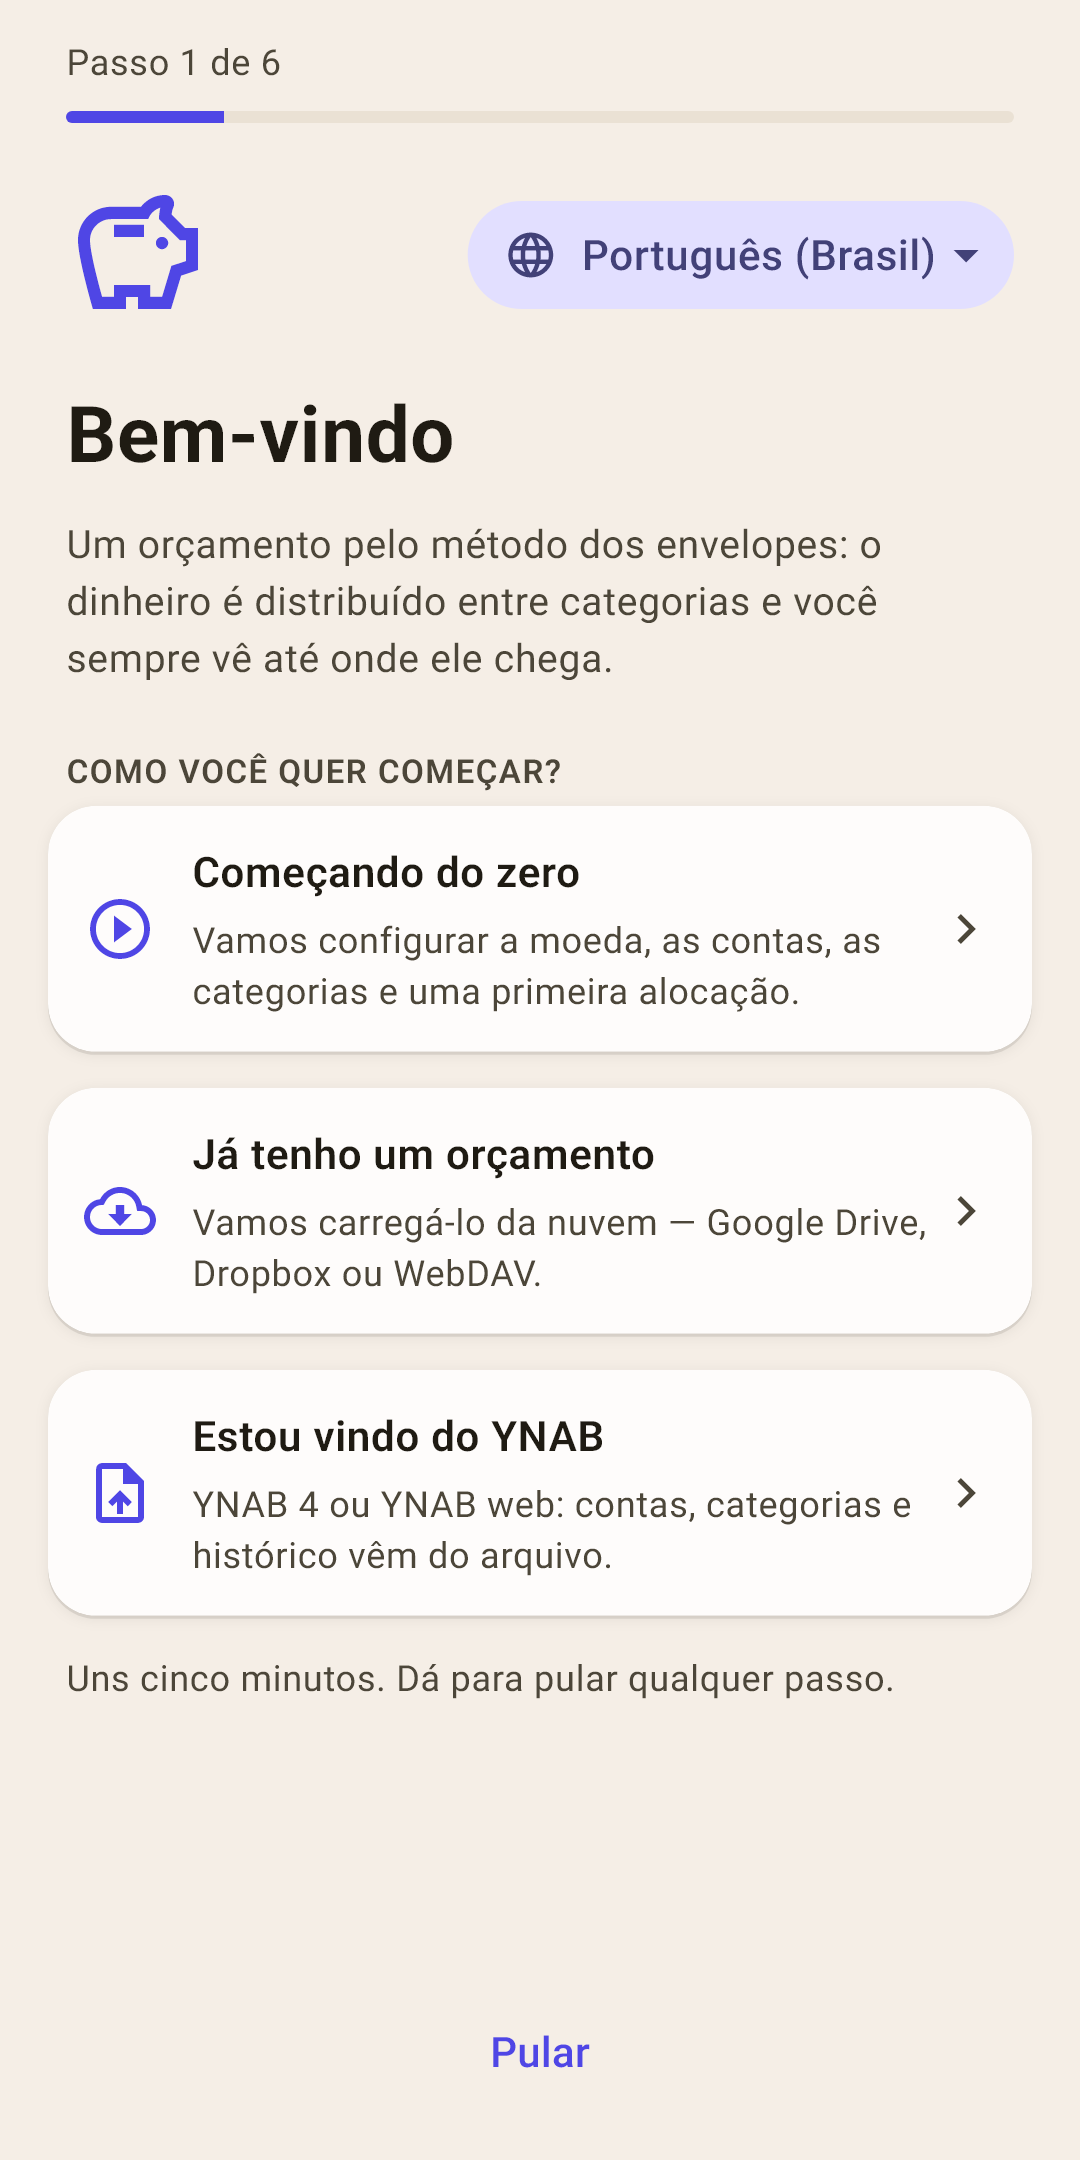 Passo 1 de 6
Português (Brasil)
Bem-vindo
Um orçamento pelo método dos envelopes: o
dinheiro é distribuído entre categorias e você
sempre vê até onde ele chega.
COMO VOCÊ QUER COMEÇAR?
Começando do zero
Vamos configurar a moeda, as contas, as
categorias e uma primeira alocação.
Já tenho um orçamento
Vamos carregá-lo da nuvem — Google Drive,
Dropbox ou WebDAV.
Estou vindo do YNAB
YNAB 4 ou YNAB web: contas, categorias e
histórico vêm do arquivo.
Uns cinco minutos. Dá para pular qualquer passo.
Pular